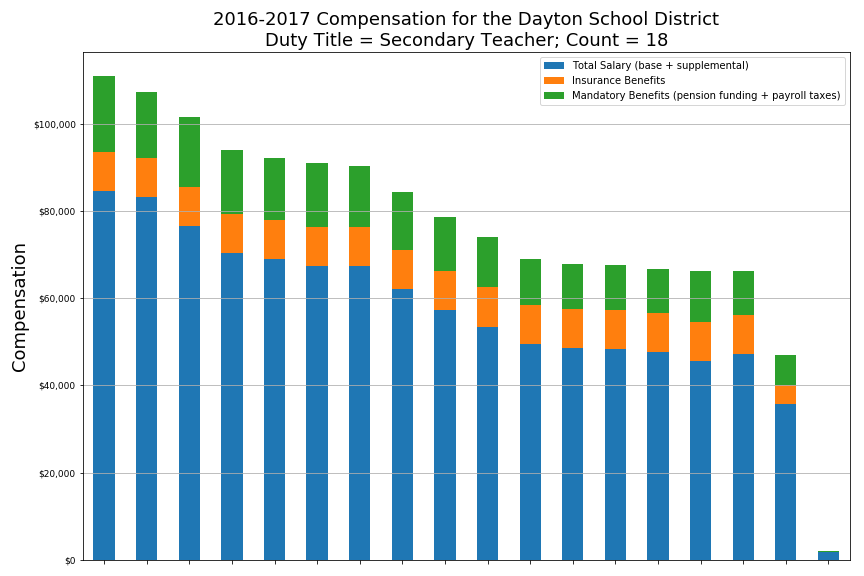 2016-2017 Compensation for the Dayton School District
Duty Title = Secondary Teacher; Count = 18
Total Salary (base + supplemental)
Insurance Benefits
Mandatory Benefits (pension funding + payroll taxes)
$100,000
$80,000
$60,000
$40,000
$20,000
$0
Compensation